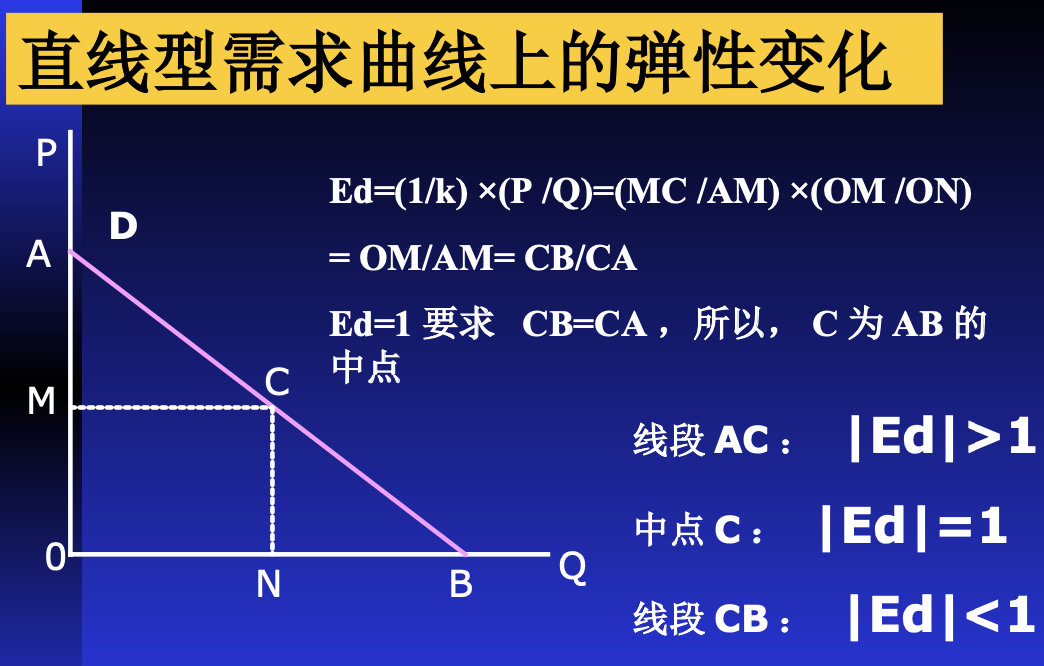 直线型需求曲线上的弹性变化
P
D
A
M
C
0
N
B
Q
Ed=(1/k) ×(P /Q)=(MC /AM) ×(OM /ON)
= OM/AM= CB/CA
Ed=1 要求 CB=CA ，所以， C 为 AB 的
中点
线段 AC ： |Ed|>1
中点 C ： |Ed|=1
线段 CB ： |Ed|<1